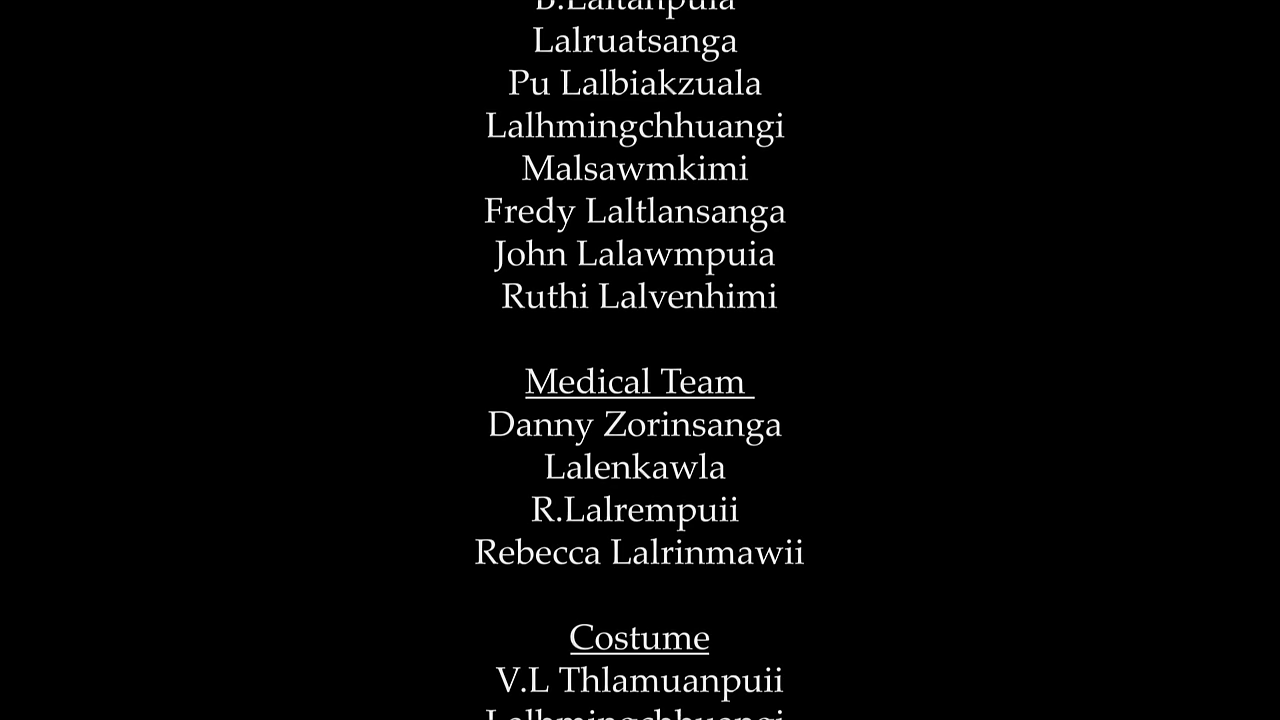 Lalruatsanga
Pu Lalbiakzuala
Lalhmingchhuangi
Malsawmkimi
Fredy Laltlansanga
John Lalawmpuia
Ruthi Lalvenhimi
Medical Team
Danny Zorinsanga
Lalenkawla
R.Lalrempuii
Rebecca Lalrinmawii
Costume
V.L Thlamuanpuii
Lalhmingchhuangi